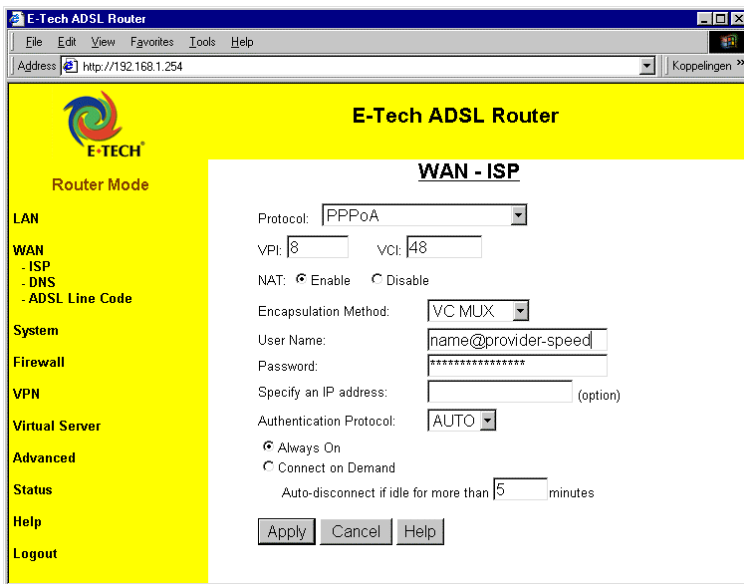 E-Tech ADSL Router
File Edit View Favorites Tools Help
Address http://192.168.1.254 Koppelingen »
E-TECH®
E-Tech ADSL Router
Router Mode
LAN
WAN
- ISP
- DNS
- ADSL Line Code
System
Firewall
VPN
Virtual Server
Advanced
Status
Help
Logout
WAN - ISP
Protocol: PPPoA
VPI: 8 VCI: 48
NAT: Enable Disable
Encapsulation Method: VC MUX
User Name: name@provider-speed
Password: ****************
Specify an IP address: (option)
Authentication Protocol: AUTO
Always On
Connect on Demand
Auto-disconnect if idle for more than 5 minutes
Apply Cancel Help